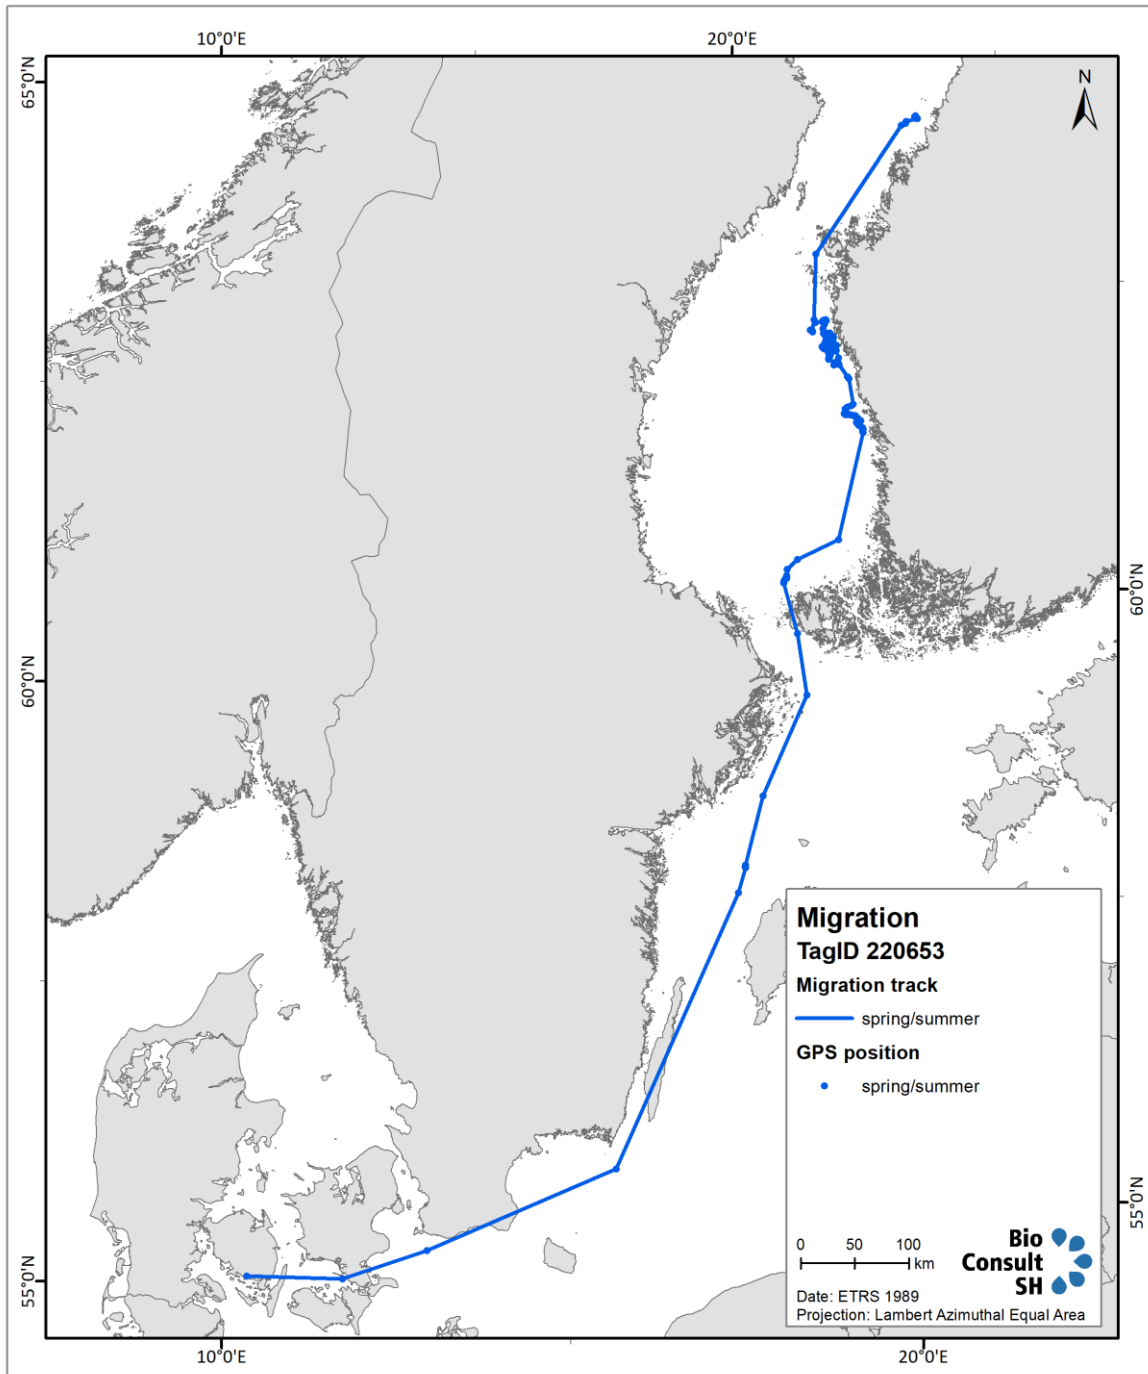 10°0'E
20°0'E
65°0'N
N
60°0'N
60°0'N
Migration
TagID 220653
Migration track
spring/summer
GPS position
spring/summer
55°0'N
55°0'N
0 50 100
km
Bio
Consult
SH
Date: ETRS 1989
Projection: Lambert Azimuthal Equal Area
10°0'E
20°0'E